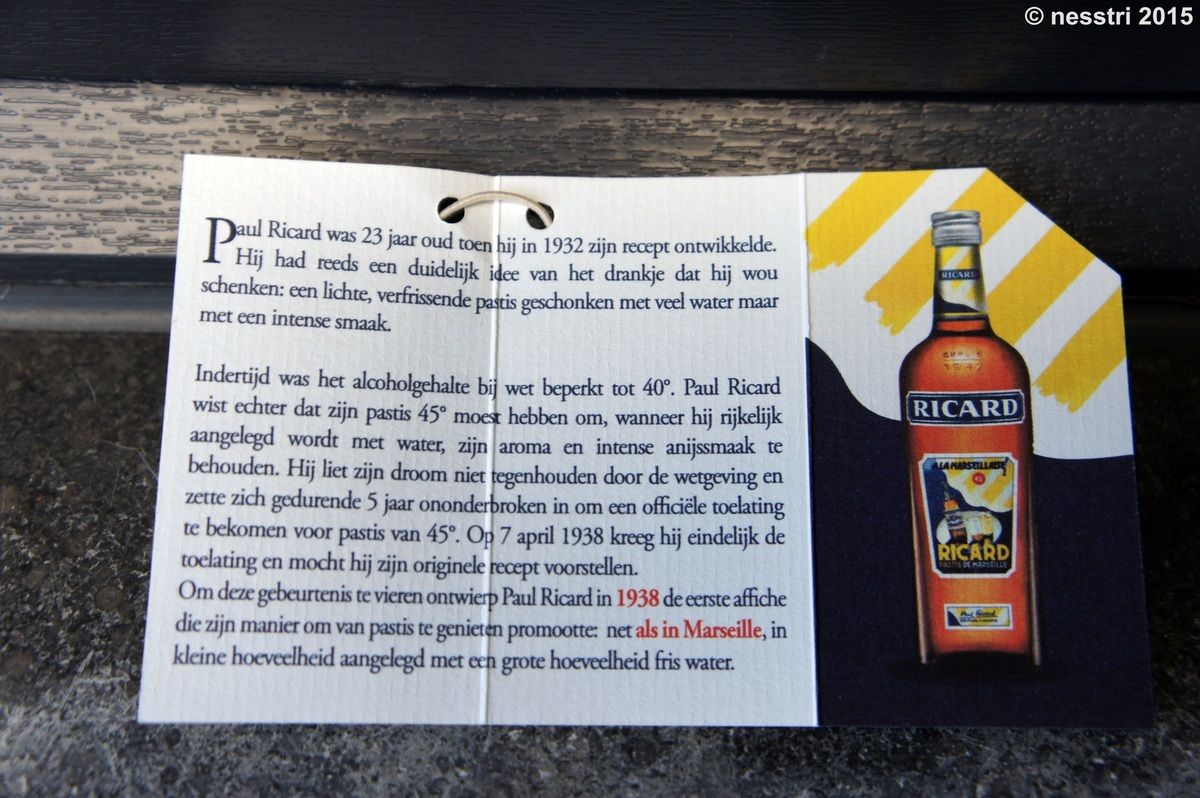 © nesstri 2015
Paul Ricard was 23 jaar oud toen hij in 1932 zijn recept ontwikkelde.
Hij had reeds een duidelijk idee van het drankje dat hij wou
schenken: een lichte, verfrissende pastis geschonken met veel water maar
met een intense smaak.
Indertijd was het alcoholgehalte bij wet beperkt tot 40°. Paul Ricard
wist echter dat zijn pastis 45° moest hebben om, wanneer hij rijkelijk
aangelegd wordt met water, zijn aroma en intense anijssmaak te
behouden. Hij liet zijn droom niet tegenhouden door de wetgeving en
zette zich gedurende 5 jaar ononderbroken in om een officiële toelating
te bekomen voor pastis van 45°. Op 7 april 1938 kreeg hij eindelijk de
toelating en mocht hij zijn originele recept voorstellen.
Om deze gebeurtenis te vieren ontwierp Paul Ricard in 1938 de eerste affiche
die zijn manier om van pastis te genieten promootte: net als in Marseille, in
kleine hoeveelheid aangelegd met een grote hoeveelheid fris water.
RICARD
DEPUIS
RICARD
A LA MARSEILLAISE
45
RICARD
PASTIS DE MARSEILLE
Paul Ricard